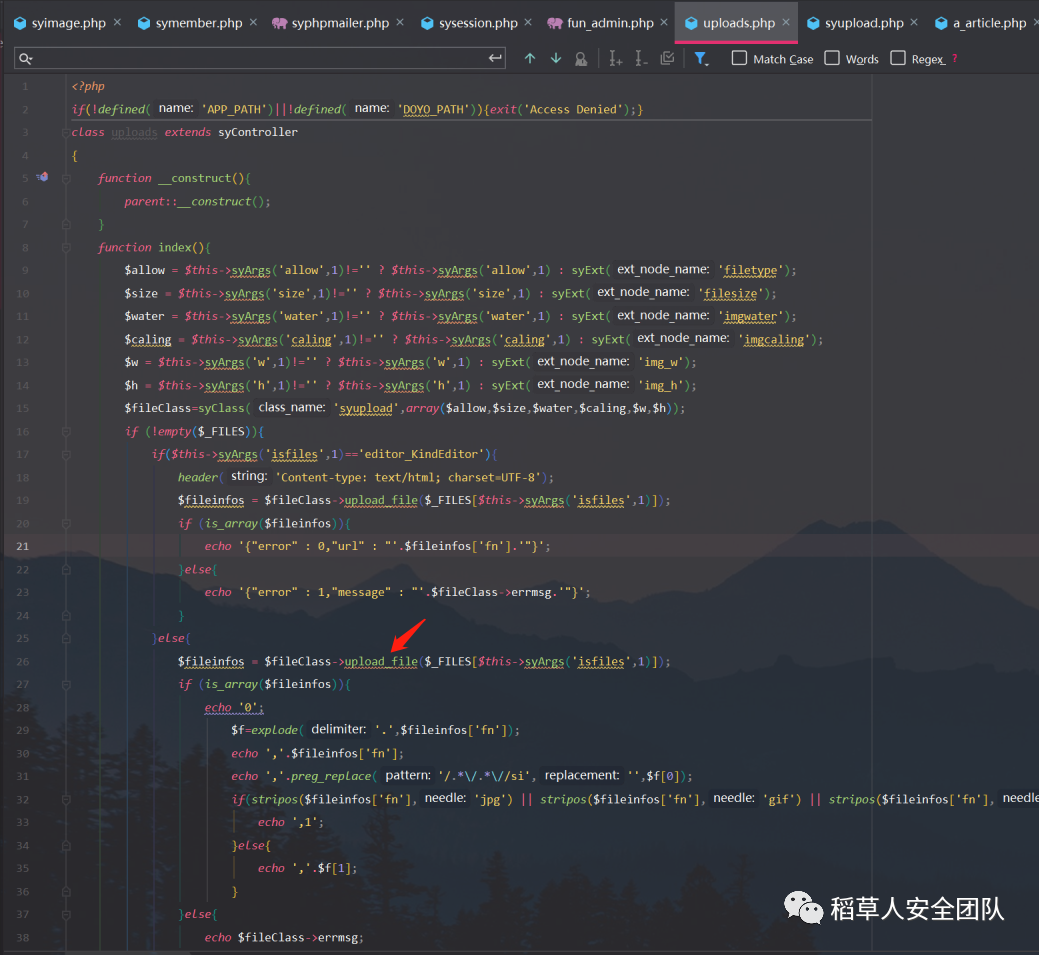 syimage.php × symember.php × syphpmailer.php × sysession.php × fun_admin.php × uploads.php × syupload.php × a_article.php ×
Match Case Words Regex ?
1 <?php
2 if(!defined( name: 'APP_PATH')||!defined( name: 'DOYO_PATH')){exit('Access Denied');}
3 class uploads extends syController
4 {
5 function __construct(){
6 parent::__construct();
7 }
8 function index(){
9 $allow = $this->syArgs('allow',1)!='' ? $this->syArgs('allow',1) : syExt( ext_node_name: 'filetype');
10 $size = $this->syArgs('size',1)!='' ? $this->syArgs('size',1) : syExt( ext_node_name: 'filesize');
11 $water = $this->syArgs('water',1)!='' ? $this->syArgs('water',1) : syExt( ext_node_name: 'imgwater');
12 $caling = $this->syArgs('caling',1)!='' ? $this->syArgs('caling',1) : syExt( ext_node_name: 'imgcaling');
13 $w = $this->syArgs('w',1)!='' ? $this->syArgs('w',1) : syExt( ext_node_name: 'img_w');
14 $h = $this->syArgs('h',1)!='' ? $this->syArgs('h',1) : syExt( ext_node_name: 'img_h');
15 $fileClass=syClass( class_name: 'syupload',array($allow,$size,$water,$caling,$w,$h));
16 if (!empty($_FILES)){
17 if($this->syArgs('isfiles',1)=='editor_KindEditor'){
18 header( string: 'Content-type: text/html; charset=UTF-8');
19 $fileinfos = $fileClass->upload_file($_FILES[$this->syArgs('isfiles',1)]);
20 if (is_array($fileinfos)){
21 echo '{"error" : 0,"url" : "'.$fileinfos['fn'].'"}';
22 }else{
23 echo '{"error" : 1,"message" : "'.$fileClass->errmsg.'"}';
24 }
25 }else{
26 $fileinfos = $fileClass->upload_file($_FILES[$this->syArgs('isfiles',1)]);
27 if (is_array($fileinfos)){
28 echo '0';
29 $f=explode( delimiter: '.',$fileinfos['fn']);
30 echo ','.$fileinfos['fn'];
31 echo ','.preg_replace( pattern: '/.*\/.*\//si', replacement: '',$f[0]);
32 if(stripos($fileinfos['fn'], needle: 'jpg') || stripos($fileinfos['fn'], needle: 'gif') || stripos($fileinfos['fn'], needle
33 echo ',1';
34 }else{
35 echo ','.$f[1];
36 }
37 }else{
38 echo $fileClass->errmsg;
稻草人安全团队